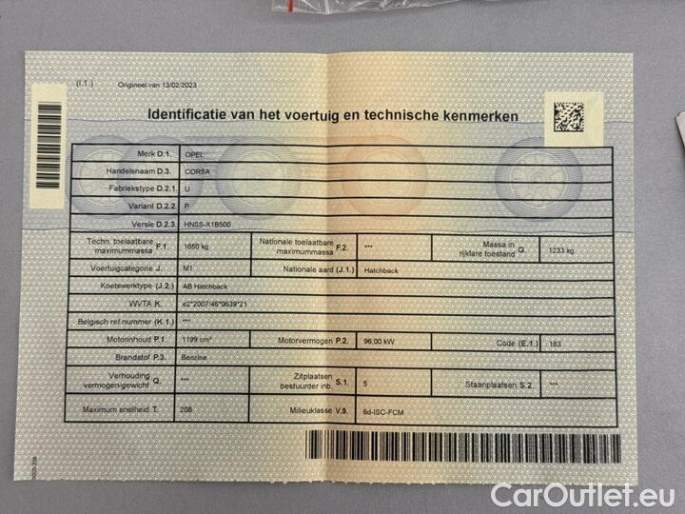 (I.1.) Origineel van 13/02/2023
Identificatie van het voertuig en technische kenmerken
Merk D.1. OPEL
Handelsnaam D.3. CORSA
Fabriekstype D.2.1. U
Variant D.2.2. P
Versie D.2.3. HNSS-X1B500
Techn. toelaatbare maximummassa F.1. 1650 kg Nationale toelaatbare maximummassa F.2. *** Massa in rijklare toestand G. 1233 kg
Voertuigcategorie J. M1 Nationale aard (J.1.) Hatchback
Koetswerktype (J.2.) AB Hatchback
WVTA K. e2*2007/46*0639*21
Belgisch ref.nummer (K.1.) ***
Motorinhoud P.1. 1199 cm³ Motorvermogen P.2. 96,00 kW Code (E.1.) 183
Brandstof P.3. Benzine
Verhouding vermogen/gewicht Q. *** Zitplaatsen bestuurder inb. S.1. 5 Staanplaatsen S.2. ***
Maximum snelheid T. 208 Milieuklasse V.9. 6d-ISC-FCM
CarOutlet.eu